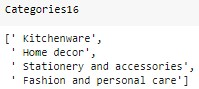 Categories16
[' Kitchenware',
' Home decor',
' Stationery and accessories',
' Fashion and personal care']